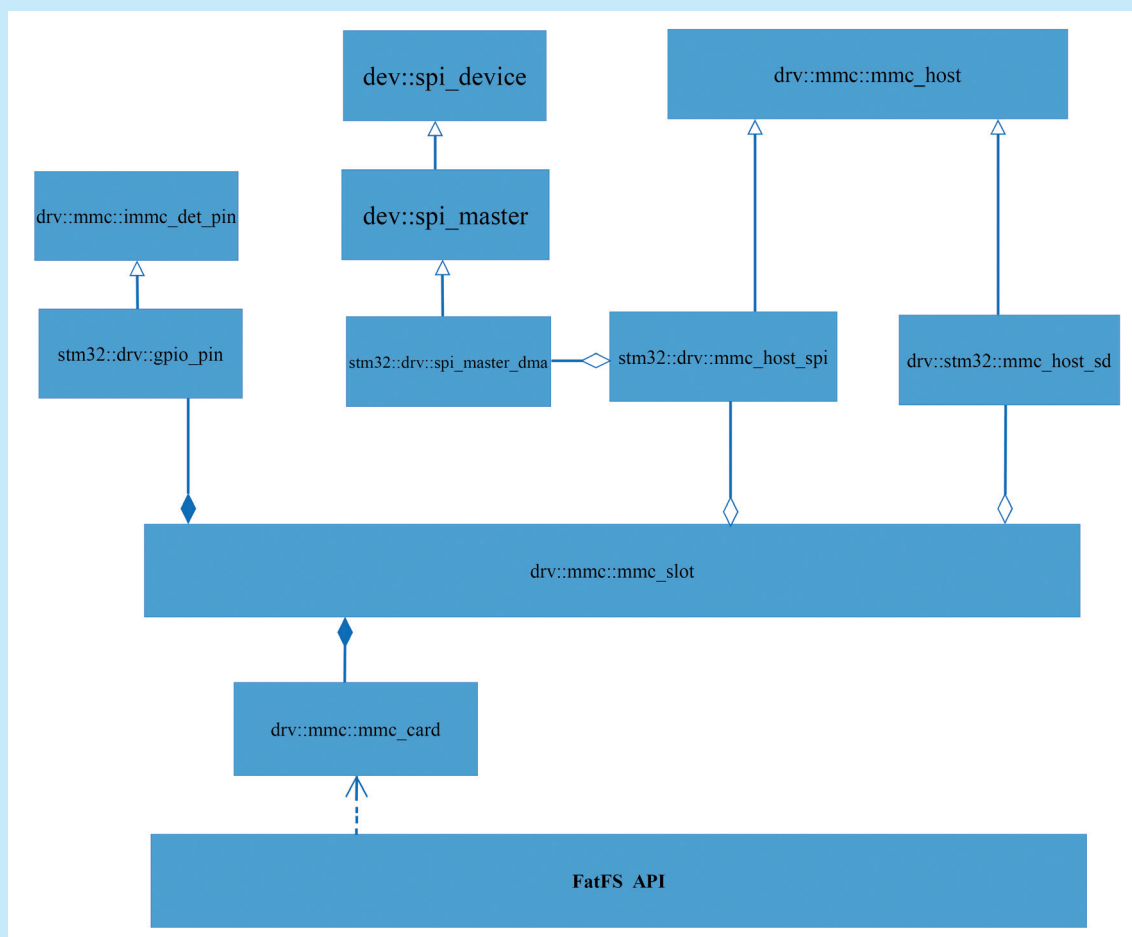 dev::spi_device
drv::mmc::mmc_host
drv::mmc::immc_det_pin
dev::spi_master
stm32::drv::gpio_pin
stm32::drv::spi_master_dma
stm32::drv::mmc_host_spi
drv::stm32::mmc_host_sd
drv::mmc::mmc_slot
drv::mmc::mmc_card
FatFS API